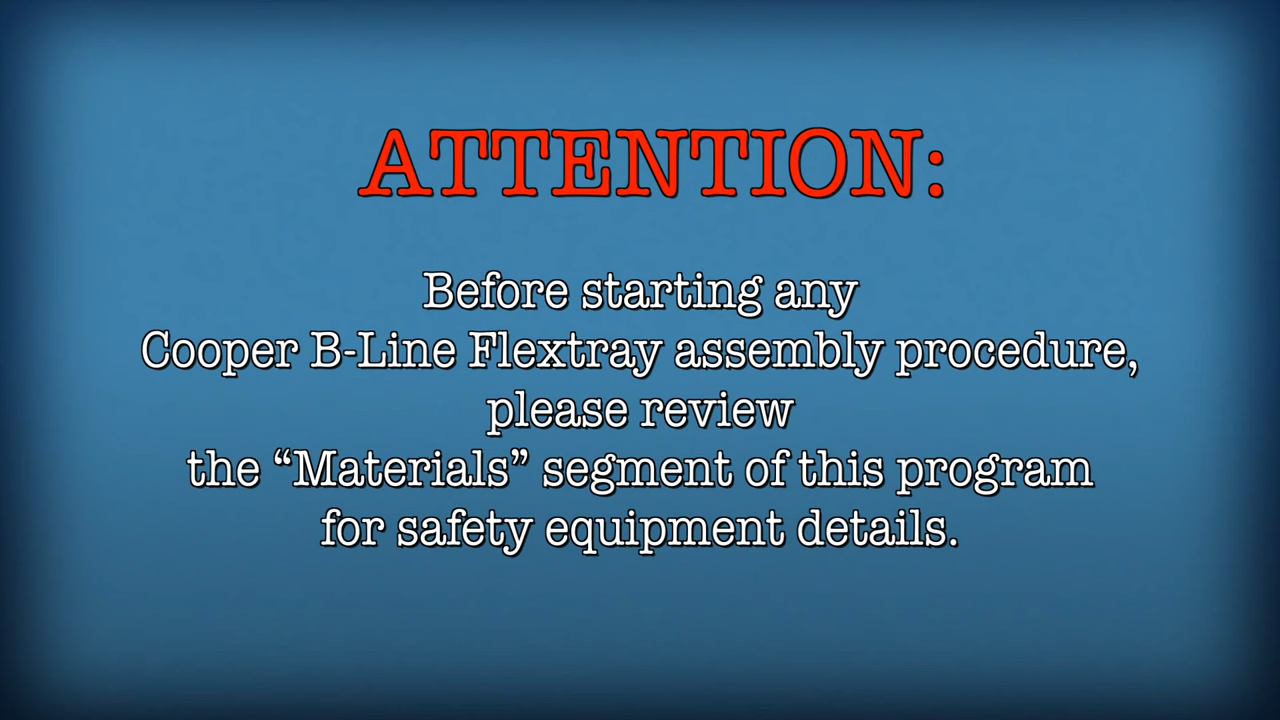 ATTENTION:
Before starting any
Cooper B-Line Flextray assembly procedure,
please review
the “Materials” segment of this program
for safety equipment details.